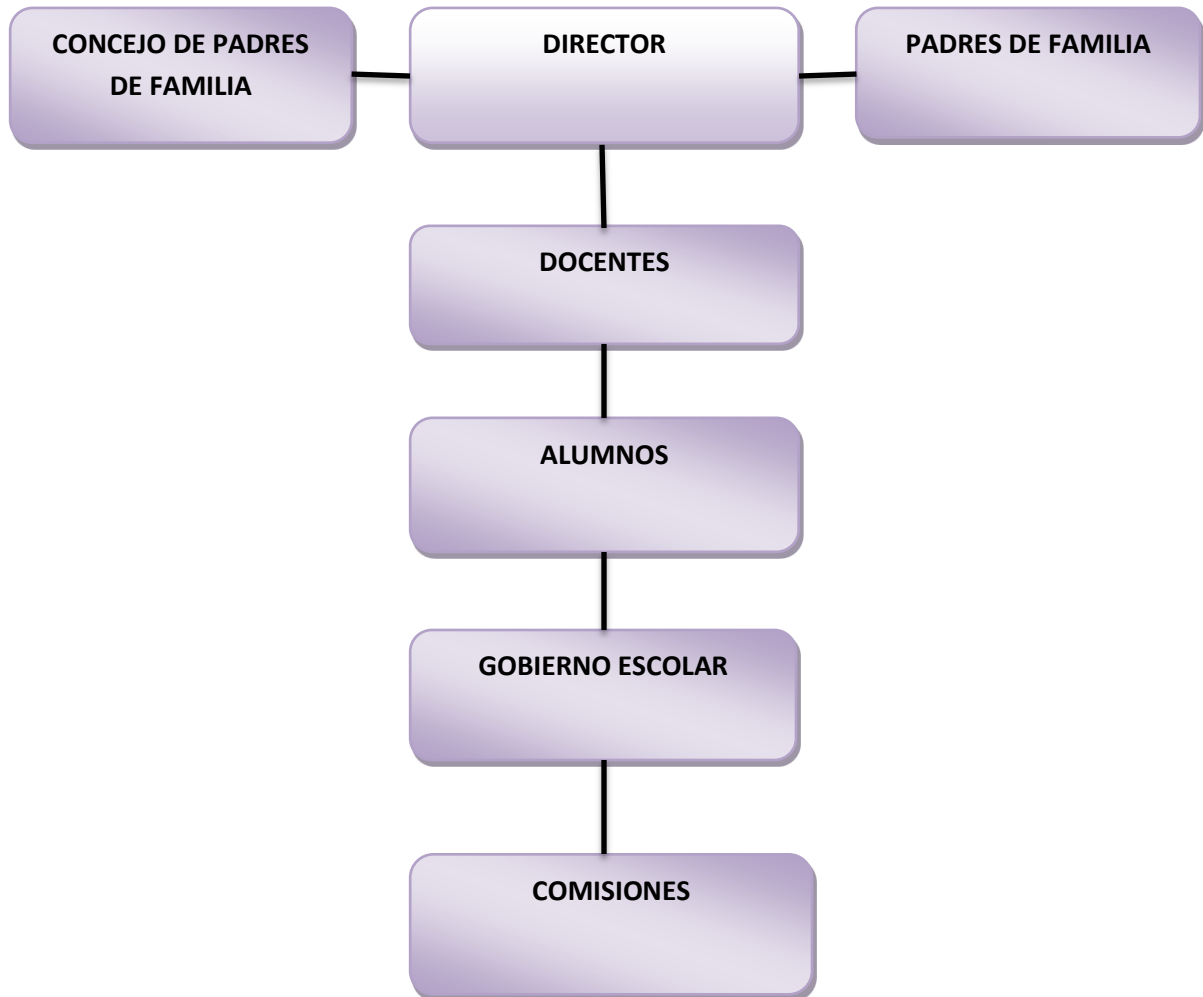 CONCEJO DE PADRES
DE FAMILIA
DIRECTOR
PADRES DE FAMILIA
DOCENTES
ALUMNOS
GOBIERNO ESCOLAR
COMISIONES